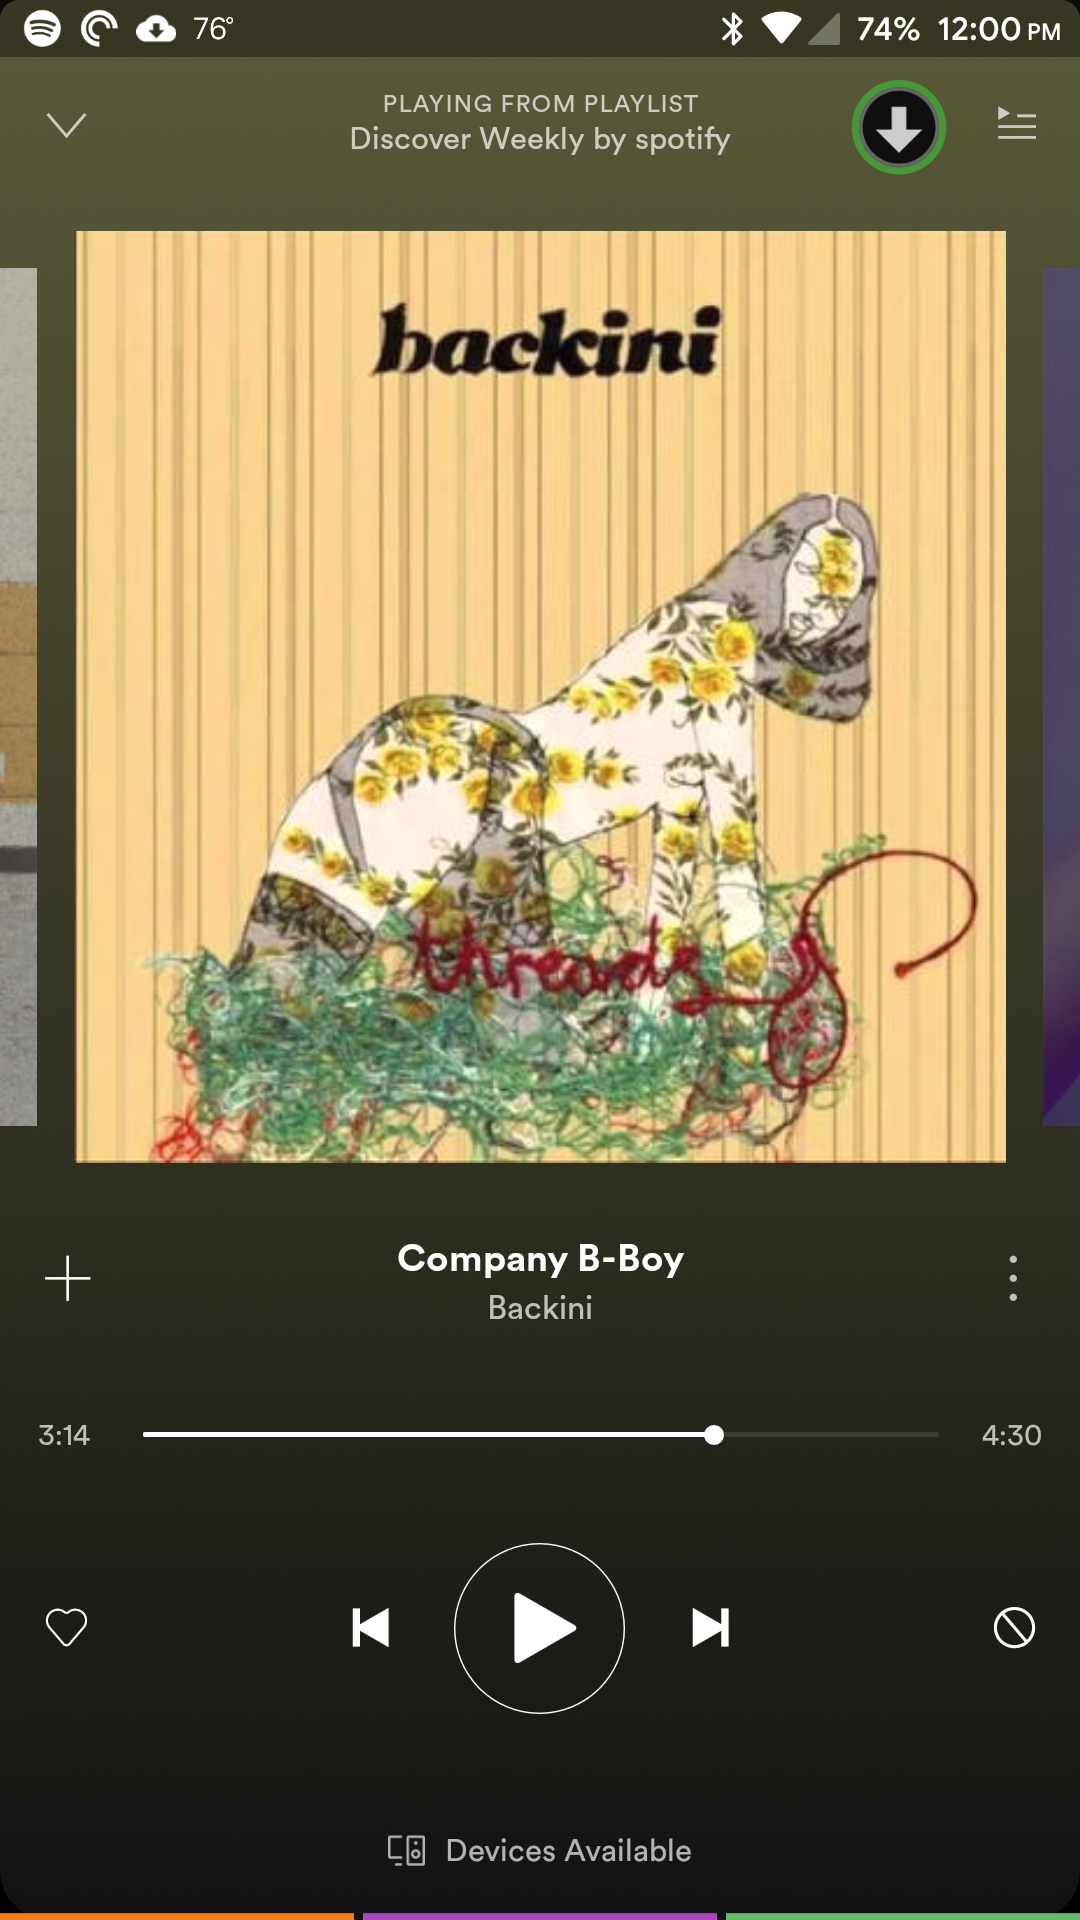 76°
74% 12:00 PM
PLAYING FROM PLAYLIST
Discover Weekly by spotify
backini
threads
Company B-Boy
Backini
3:14
4:30
Devices Available